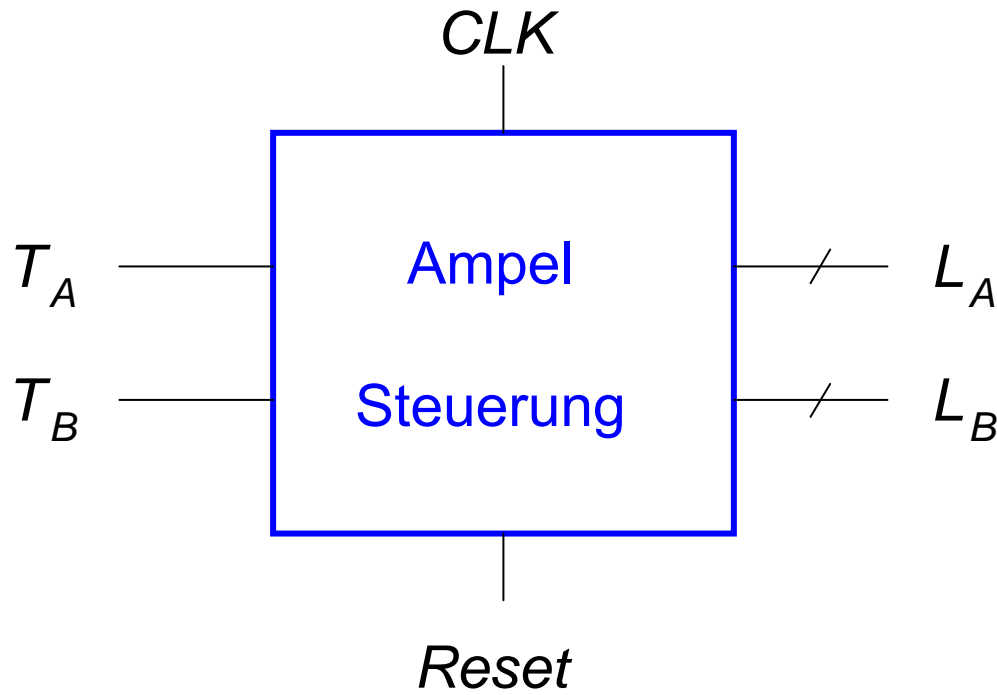 CLK
T_A
Ampel
L_A
T_B
Steuerung
L_B
Reset